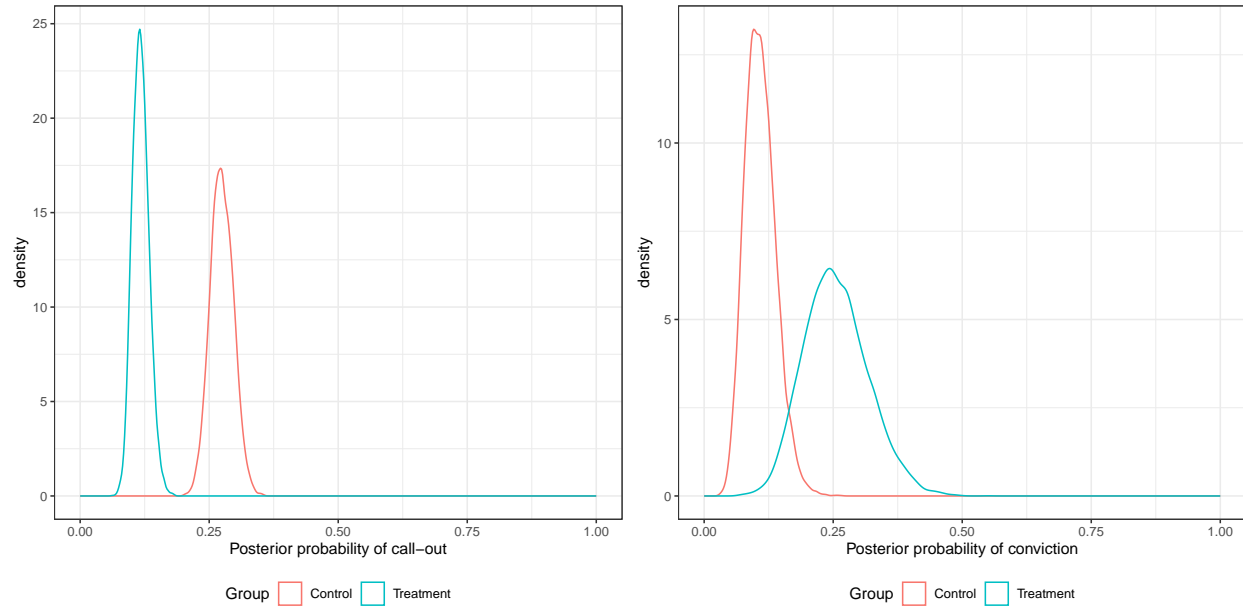 25
20
15
10
5
0
density
0.00 0.25 0.50 0.75 1.00
Posterior probability of call−out
Group Control Treatment
10
5
0
density
0.00 0.25 0.50 0.75 1.00
Posterior probability of conviction
Group Control Treatment